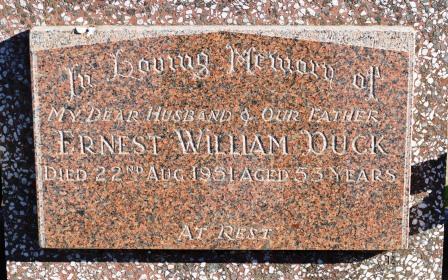 In Loving Memory of
My Dear Husband & Our Father
Ernest William Duck
Died 22nd Aug. 1951 Aged 53 Years
At Rest